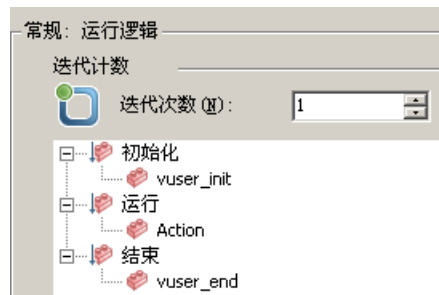 常规: 运行逻辑
迭代计数
迭代次数(N): 1
初始化
vuser_init
运行
Action
结束
vuser_end